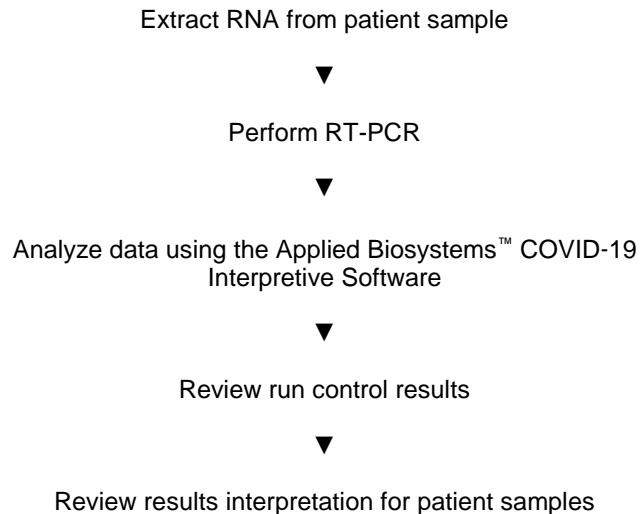 Extract RNA from patient sample
▼
Perform RT-PCR
▼
Analyze data using the Applied Biosystems™ COVID-19
Interpretive Software
▼
Review run control results
▼
Review results interpretation for patient samples